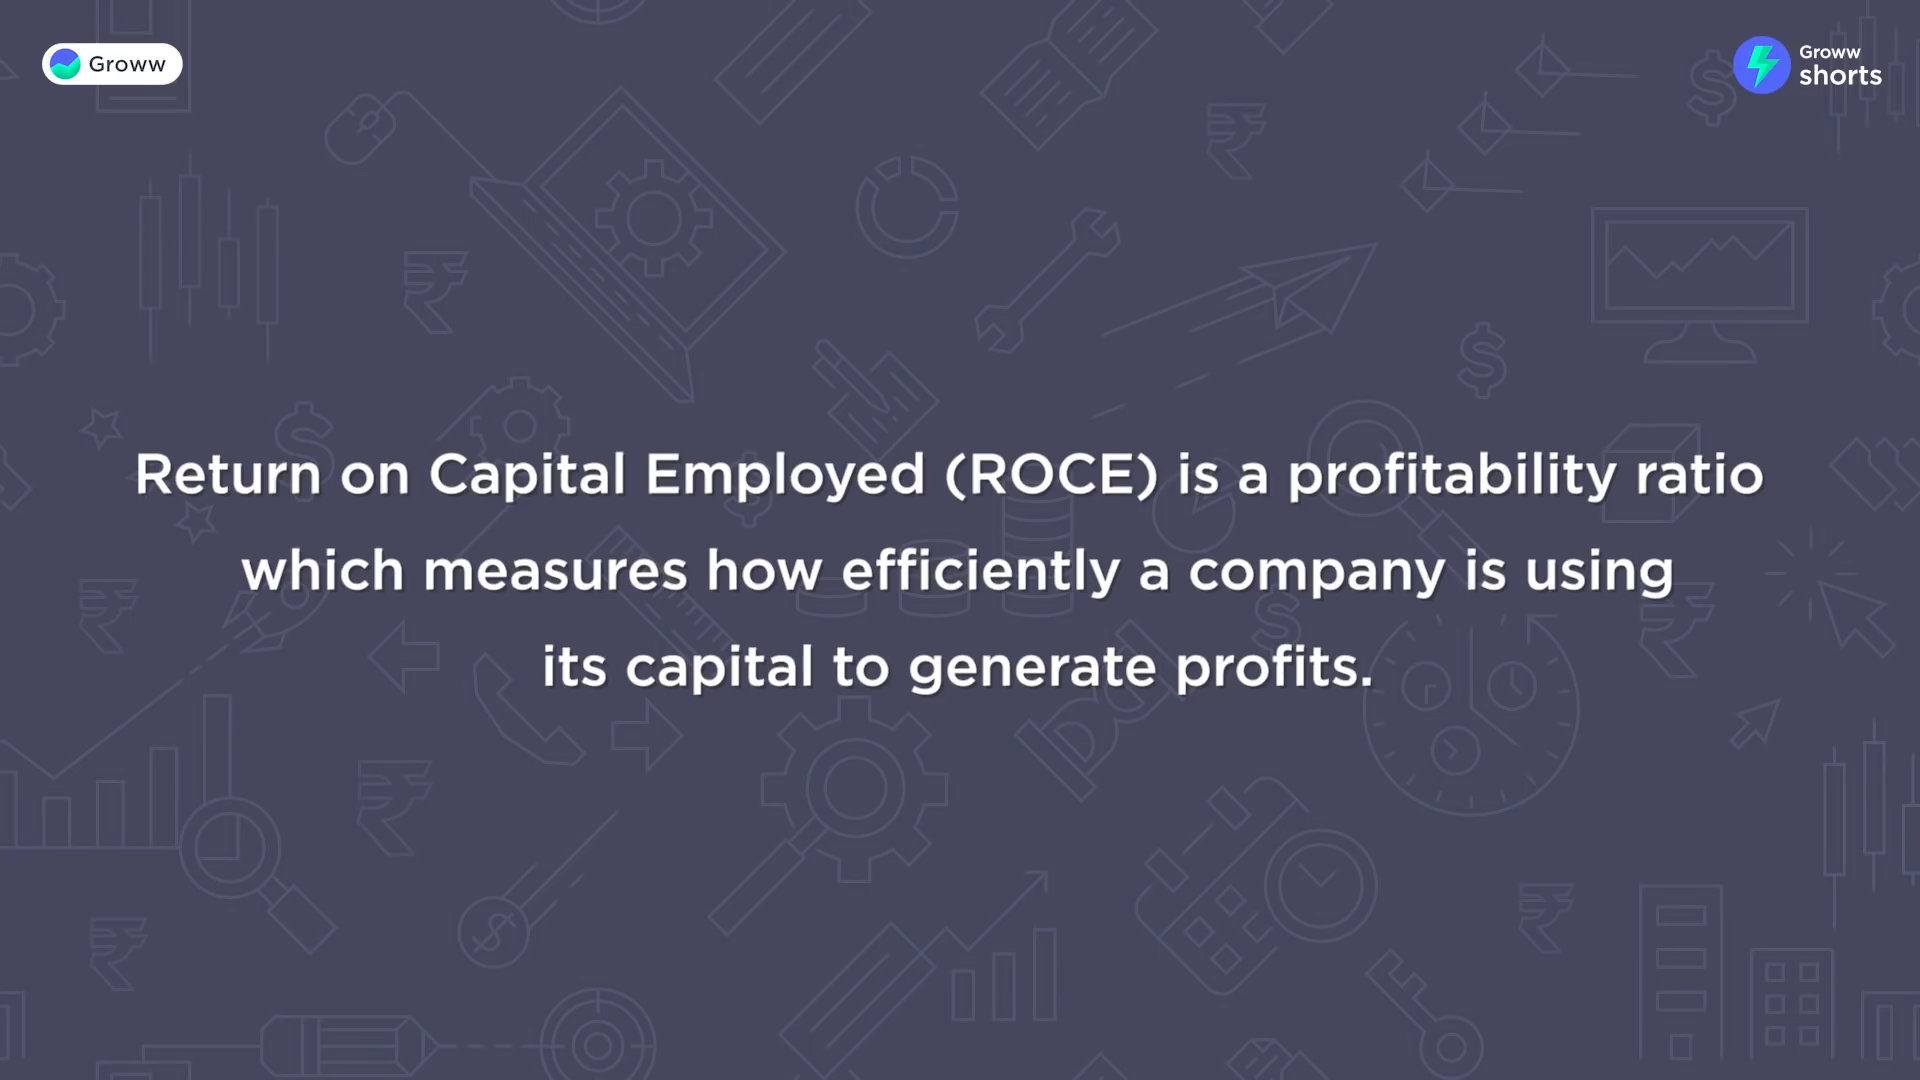 Groww
Groww
shorts
Return on Capital Employed (ROCE) is a profitability ratio
which measures how efficiently a company is using
its capital to generate profits.